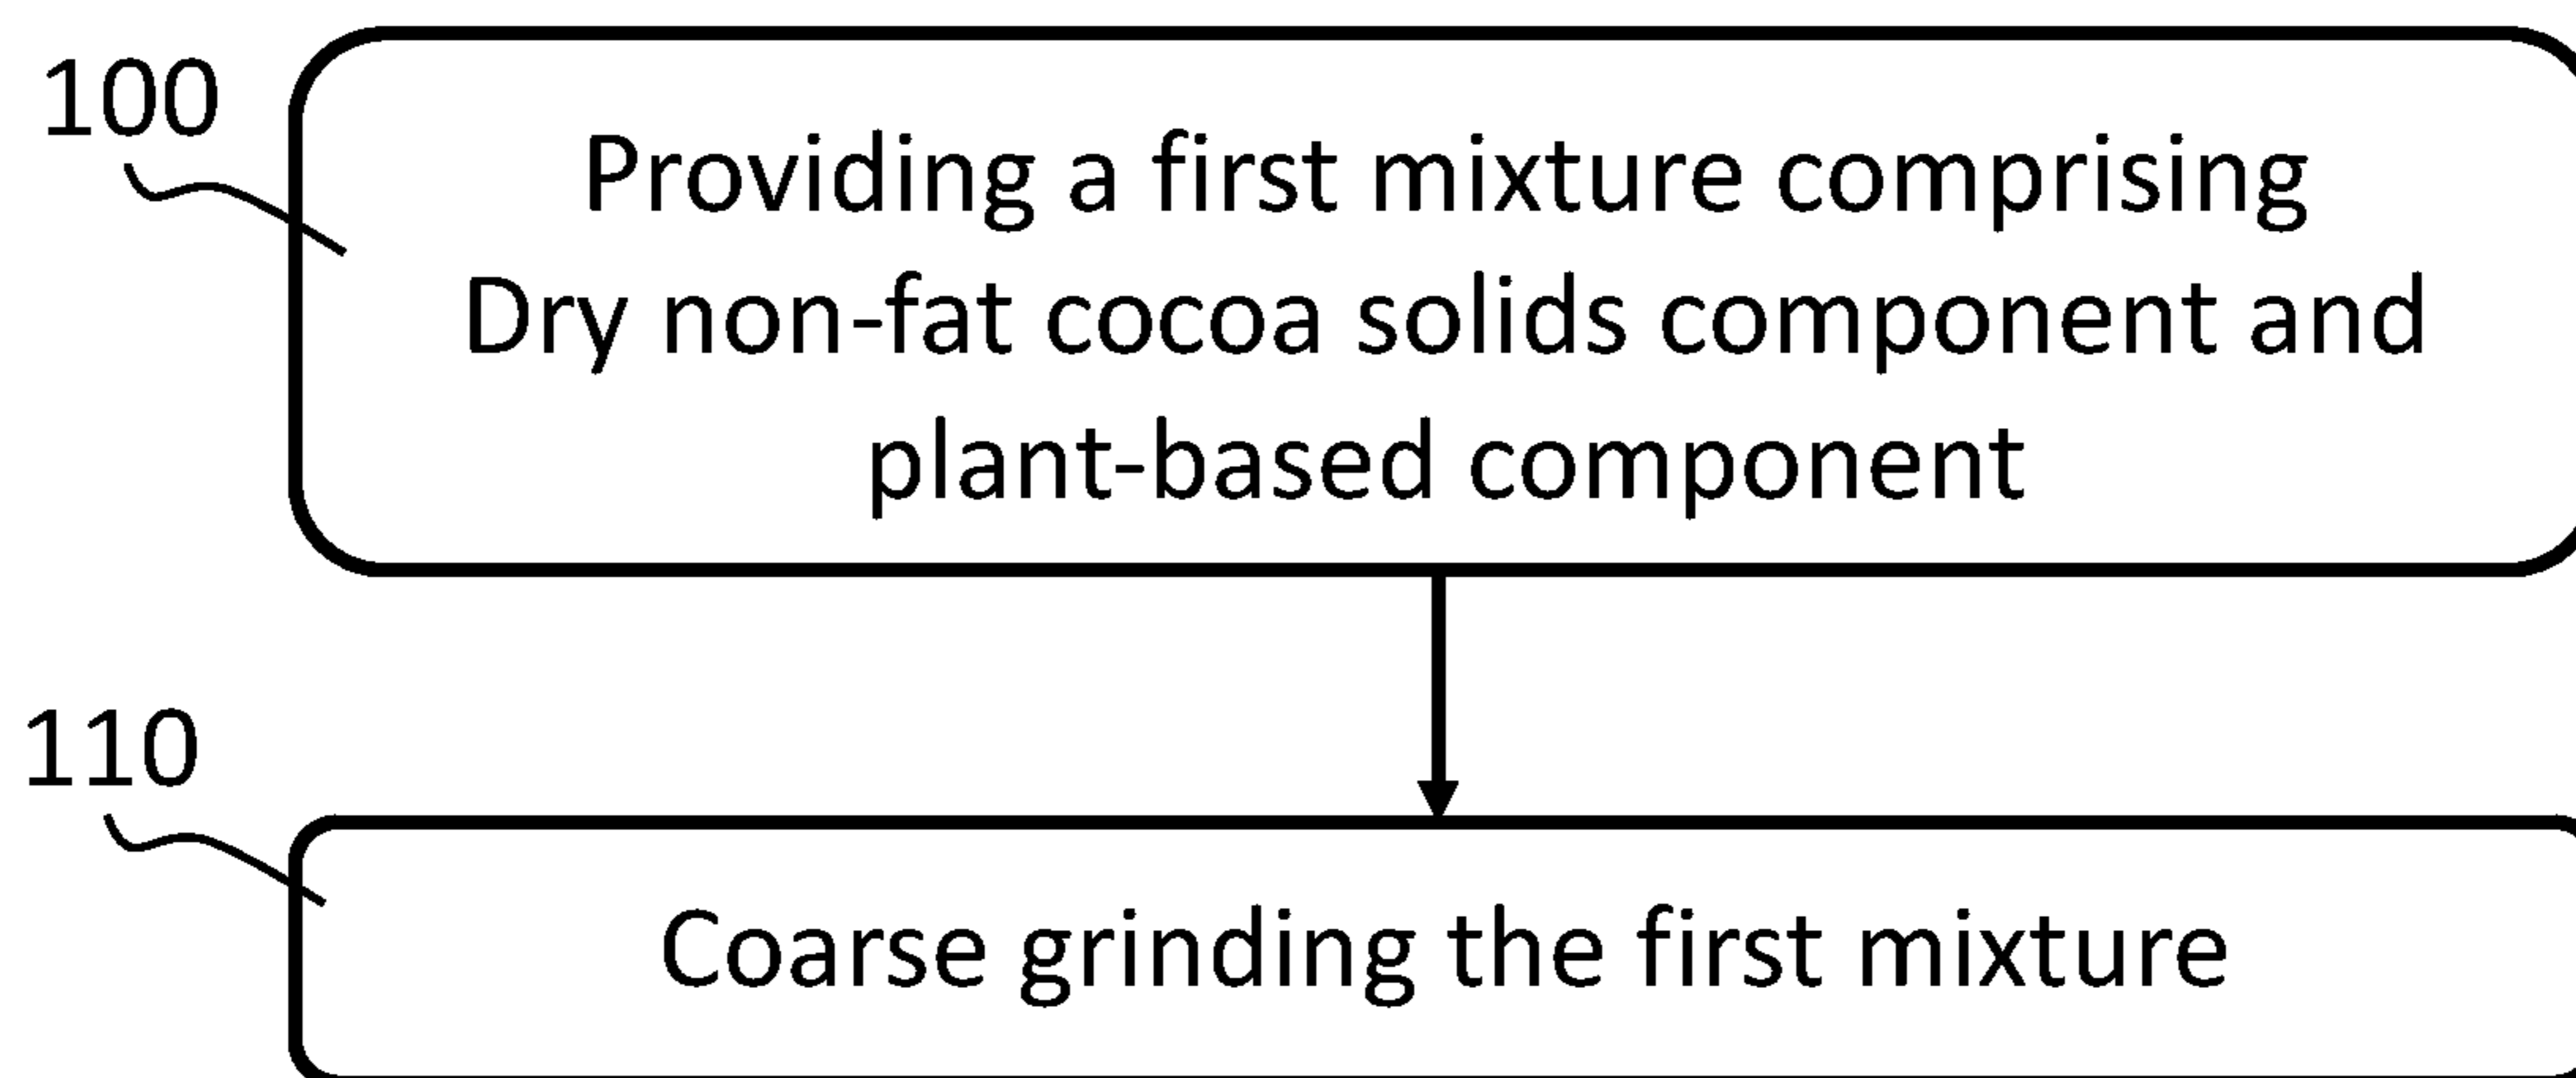 100
Providing a first mixture comprising
Dry non-fat cocoa solids component and
plant-based component
110
Coarse grinding the first mixture